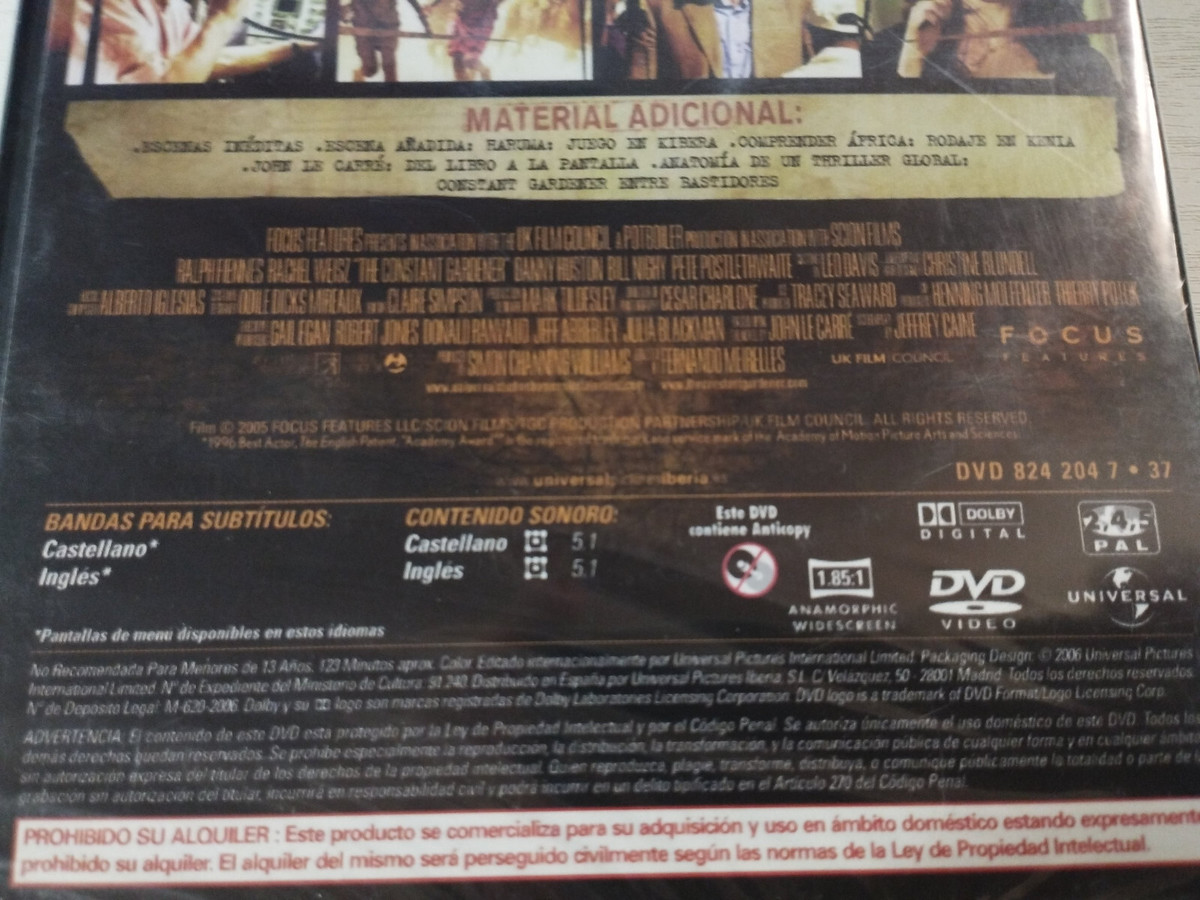 MATERIAL ADICIONAL:
.ESCENAS INÉDITAS .ESCENA AÑADIDA: HARUMA: JUEGO EN KIBERA .COMPRENDER ÁFRICA: RODAJE EN KENIA
.JOHN LE CARRÉ: DEL LIBRO A LA PANTALLA .ANATOMÍA DE UN THRILLER GLOBAL:
CONSTANT GARDENER ENTRE BASTIDORES
FOCUS FEATURES PRESENTS IN ASSOCIATION WITH THE UK FILM COUNCIL A POTBOILER PRODUCTION IN ASSOCIATION WITH SCION FILMS
RALPH FIENNES RACHEL WEISZ "THE CONSTANT GARDENER" DANNY HUSTON BILL NIGHY PETE POSTLETHWAITE LEO DAVIS CHRISTINE BLUNDELL
ALBERTO IGLESIAS ODILE DICKS MIREAUX CLAIRE SIMPSON MARK TILDESLEY CESAR CHARLONE TRACEY SEAWARD HENNING MOLFENTER THIERRY POTOK
GAIL EGAN ROBERT JONES DONALD RANVAUD JEFF ABBERLEY JULIA BLACKMAN JOHN LE CARRÉ JEFFREY CAINE FOCUS
SIMON CHANNING WILLIAMS FERNANDO MEIRELLES UK FILM COUNCIL FEATURES
Film © 2005 FOCUS FEATURES LLC/SCION FILMS/TCG PRODUCTION PARTNERSHIP/UK FILM COUNCIL. ALL RIGHTS RESERVED.
*1996 Best Actor, The English Patient. "Academy Award" is the registered trademark and service mark of the Academy of Motion Picture Arts and Sciences.
DVD 824 204 7 • 37
BANDAS PARA SUBTÍTULOS:
Castellano*
Inglés*
CONTENIDO SONORO:
Castellano 5.1
Inglés 5.1
Este DVD
contiene Anticopy
1.85:1
ANAMORPHIC
WIDESCREEN
DOLBY
DIGITAL
DVD
VIDEO
PAL
UNIVERSAL
*Pantallas de menú disponibles en estos idiomas
No Recomendada Para Menores de 13 Años. 123 Minutos aprox. Color. Editado internacionalmente por Universal Pictures International Limited. Packaging Design: © 2006 Universal Pictures
International Limited. Nº de Expediente del Ministerio de Cultura: 91.240. Distribuido en España por Universal Pictures Iberia, S.L. C/ Velazquez, 50 - 28001 Madrid. Todos los derechos reservados.
Nº de Deposito Legal: M-620-2006. Dolby y su logo son marcas registradas de Dolby Laboratories Licensing Corporation. DVD logo is a trademark of DVD Format/Logo Licensing Corp.
ADVERTENCIA: El contenido de este DVD está protegido por la Ley de Propiedad Intelectual y por el Código Penal. Se autoriza únicamente el uso doméstico de este DVD. Todos los
demás derechos quedan reservados. Se prohíbe especialmente la reproducción, la distribución, la transformación, y la comunicación pública de cualquier forma y en cualquier
sin autorización expresa del titular de los derechos de la propiedad intelectual. Quien reproduzca, plagie, transforme, distribuya, o comunique públicamente la totalidad o parte de
grabación sin autorización del titular, incurrirá en responsabilidad civil y podrá incurrir en un delito tipificado en el Artículo 270 del Código Penal.
PROHIBIDO SU ALQUILER : Este producto se comercializa para su adquisición y uso en ámbito doméstico estando expresamente
prohibido su alquiler. El alquiler del mismo será perseguido civilmente según las normas de la Ley de Propiedad Intelectual.